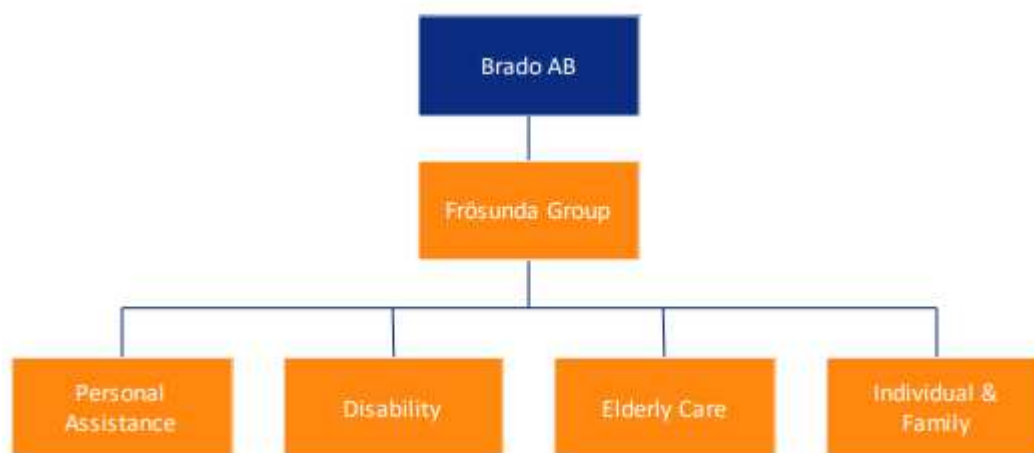 Brado AB
Frösunda Group
Personal
Assistance
Disability
Elderly Care
Individual &
Family